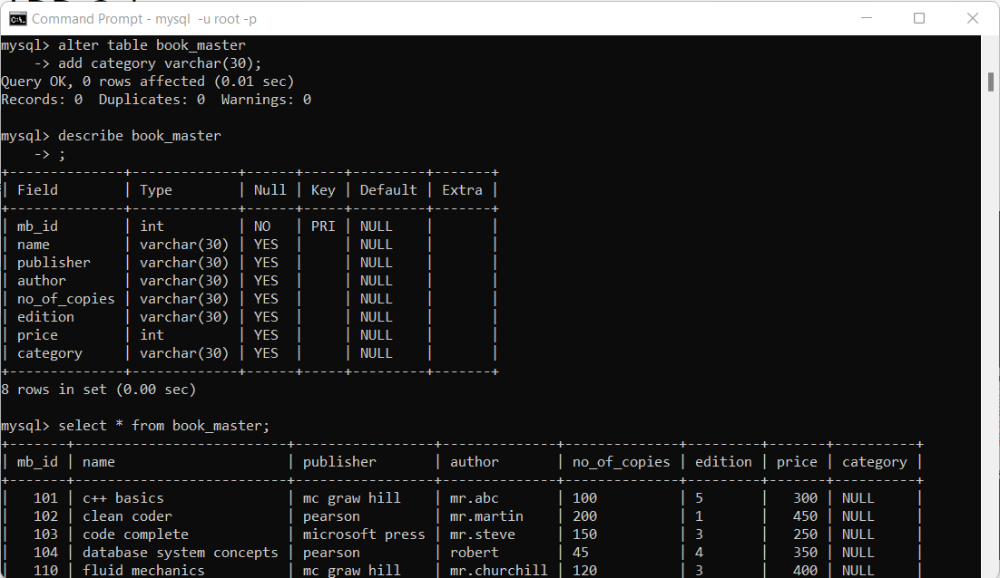 Command Prompt - mysql  -u root -p
mysql> alter table book_master
    -> add category varchar(30);
Query OK, 0 rows affected (0.01 sec)
Records: 0  Duplicates: 0  Warnings: 0
mysql> describe book_master
    -> ;
+--------------+-------------+------+-----+---------+-------+
| Field        | Type        | Null | Key | Default | Extra |
+--------------+-------------+------+-----+---------+-------+
| mb_id        | int         | NO   | PRI | NULL    |       |
| name         | varchar(30) | YES  |     | NULL    |       |
| publisher    | varchar(30) | YES  |     | NULL    |       |
| author       | varchar(30) | YES  |     | NULL    |       |
| no_of_copies | varchar(30) | YES  |     | NULL    |       |
| edition      | varchar(30) | YES  |     | NULL    |       |
| price        | int         | YES  |     | NULL    |       |
| category     | varchar(30) | YES  |     | NULL    |       |
+--------------+-------------+------+-----+---------+-------+
8 rows in set (0.00 sec)
mysql> select * from book_master;
+-------+--------------------------+-----------------+--------------+--------------+---------+-------+----------+
| mb_id | name                     | publisher       | author       | no_of_copies | edition | price | category |
+-------+--------------------------+-----------------+--------------+--------------+---------+-------+----------+
|   101 | c++ basics               | mc graw hill    | mr.abc       | 100          | 5       |   300 | NULL     |
|   102 | clean coder              | pearson         | mr.martin    | 200          | 1       |   450 | NULL     |
|   103 | code complete            | microsoft press | mr.steve     | 150          | 3       |   250 | NULL     |
|   104 | database system concepts | pearson         | robert       | 45           | 4       |   350 | NULL     |
|   110 | fluid mechanics          | mc graw hill    | mr.churchill | 120          | 3       |   400 | NULL     |